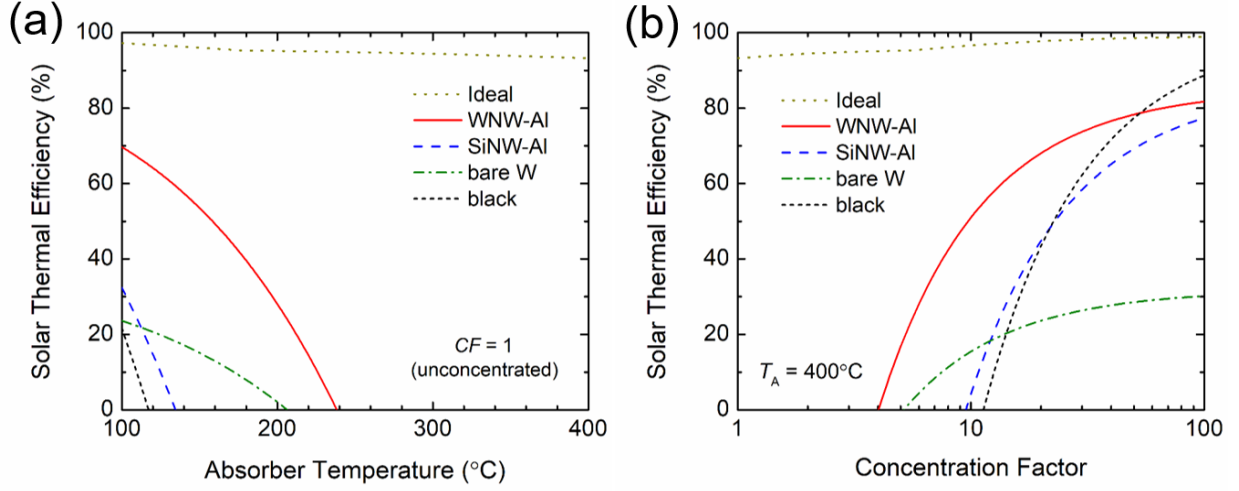 (a)
100
80
60
40
20
0
Solar Thermal Efficiency (%)
Ideal
WNW-Al
SiNW-Al
bare W
black
CF = 1
(unconcentrated)
100
200
300
400
Absorber Temperature (°C)
(b)
100
80
60
40
20
0
Solar Thermal Efficiency (%)
Ideal
WNW-Al
SiNW-Al
bare W
black
T_A = 400°C
1
10
100
Concentration Factor